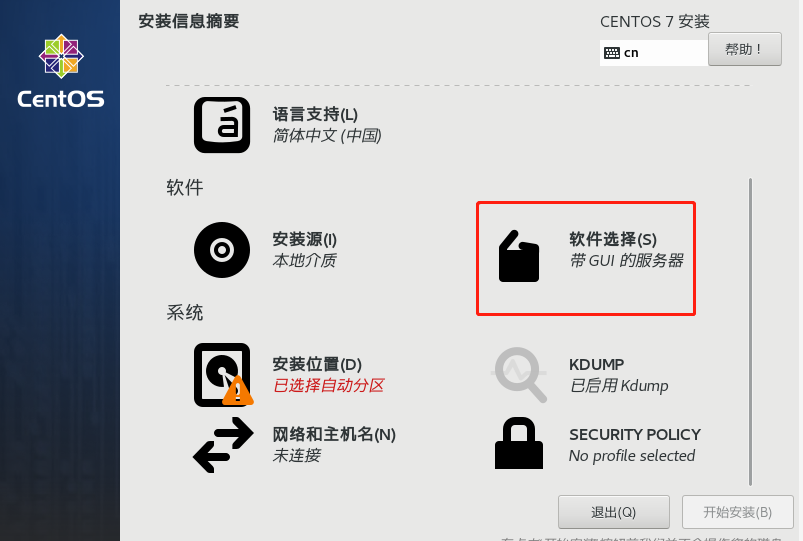 安装信息摘要
CENTOS 7 安装
cn
帮助！
CentOS
语言支持(L)
简体中文 (中国)
软件
安装源(I)
本地介质
软件选择(S)
带 GUI 的服务器
系统
安装位置(D)
已选择自动分区
KDUMP
已启用 Kdump
网络和主机名(N)
未连接
SECURITY POLICY
No profile selected
退出(Q)
开始安装(B)